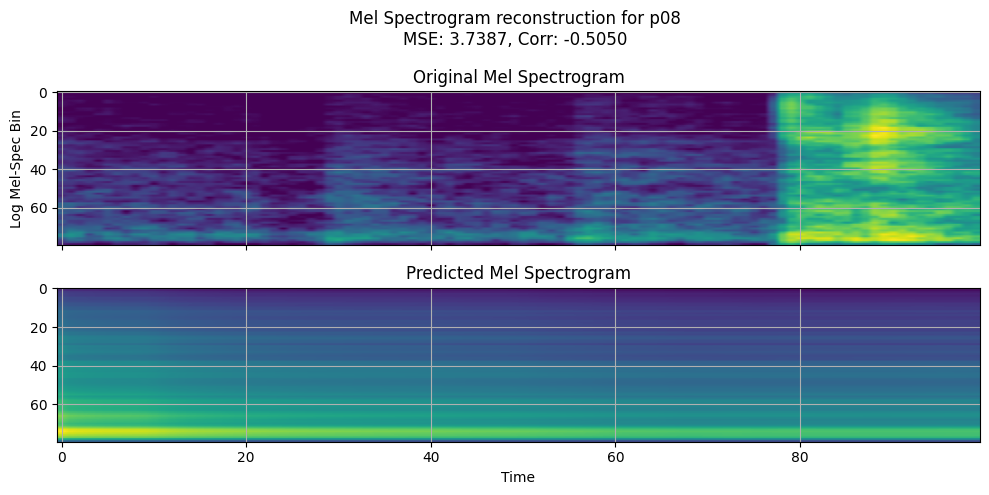 Mel Spectrogram reconstruction for p08
MSE: 3.7387, Corr: -0.5050
Original Mel Spectrogram
Log Mel-Spec Bin
0
20
40
60
Predicted Mel Spectrogram
0
20
40
60
0 20 40 60 80
Time